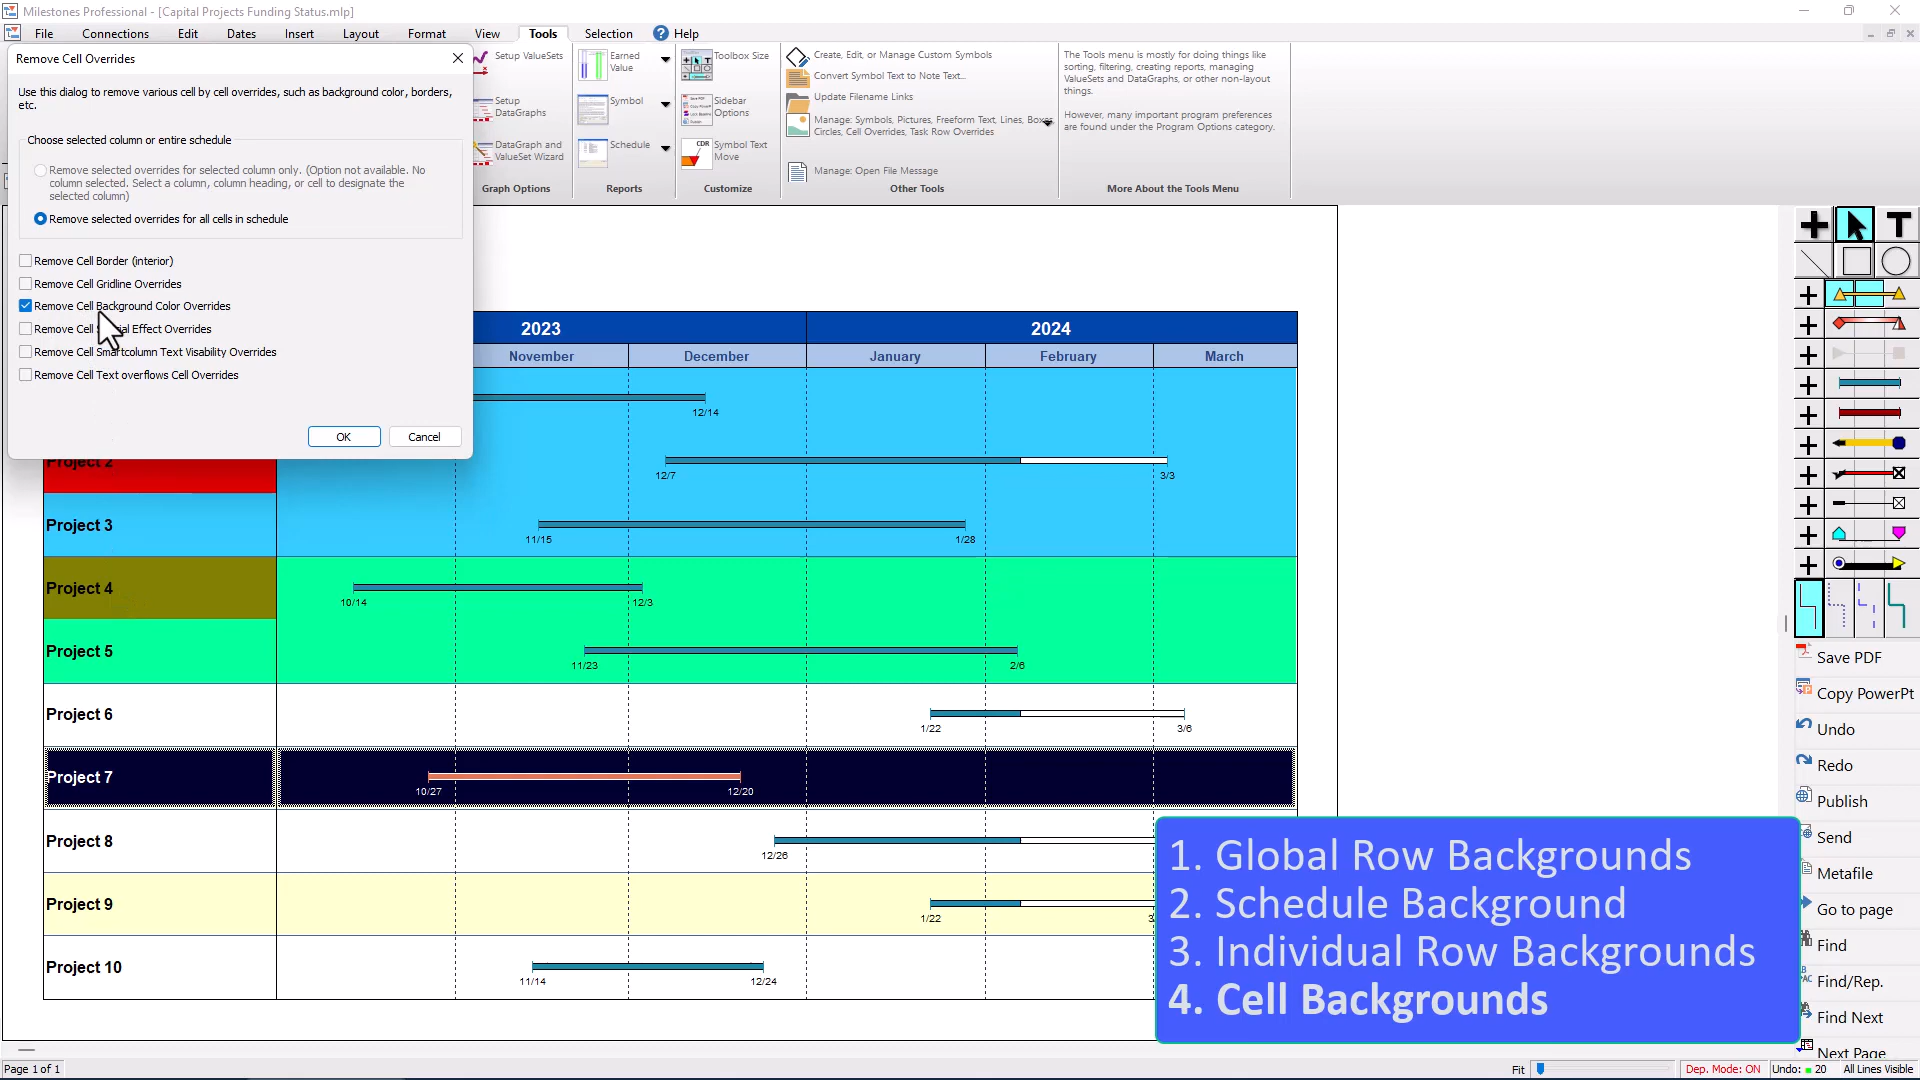 Milestones Professional - [Capital Projects Funding Status.mlp]
File Connections Edit Dates Insert Layout Format View Tools Selection Help
Remove Cell Overrides
Use this dialog to remove various cell by cell overrides, such as background color, borders,
etc.
Choose selected column or entire schedule
Remove selected overrides for selected column only. (Option not available. No
column selected. Select a column, column heading, or cell to designate the
selected column)
Remove selected overrides for all cells in schedule
Remove Cell Border (interior)
Remove Cell Gridline Overrides
Remove Cell Background Color Overrides
Remove Cell Effect Overrides
Remove Cell Smartcolumn Text Visability Overrides
Remove Cell Text overflows Cell Overrides
OK Cancel
Setup ValueSets
Setup
DataGraphs
DataGraph and
ValueSet Wizard
Graph Options
Earned
Value
Symbol
Schedule
Reports
Toolbox Size
Sidebar
Options
CDR
Symbol Text
Move
Customize
Create, Edit, or Manage Custom Symbols
Convert Symbol Text to Note Text...
Update Filename Links
Manage: Symbols, Pictures, Freeform Text, Lines, Boxes,
Circles, Cell Overrides, Task Row Overrides
Manage: Open File Message
Other Tools
The Tools menu is mostly for doing things like
sorting, filtering, creating reports, managing
ValueSets and DataGraphs, or other non-layout
things.
However, many important program preferences
are found under the Program Options category.
More About the Tools Menu
2023 2024
November December January February March
12/14
Project 2
12/7 3/3
Project 3
11/15 1/28
Project 4
10/14 12/3
Project 5
11/23 2/6
Project 6
1/22 3/6
Project 7
10/27 12/20
Project 8
12/26
Project 9
1/22 3
Project 10
11/14 12/24
1. Global Row Backgrounds
2. Schedule Background
3. Individual Row Backgrounds
4. Cell Backgrounds
T
Save PDF
Copy PowerPt
Undo
Redo
Publish
Send
Metafile
Go to page
Find
Find/Rep.
Find Next
Next Page
Page 1 of 1 Fit Dep. Mode: ON Undo: 20 All Lines Visible